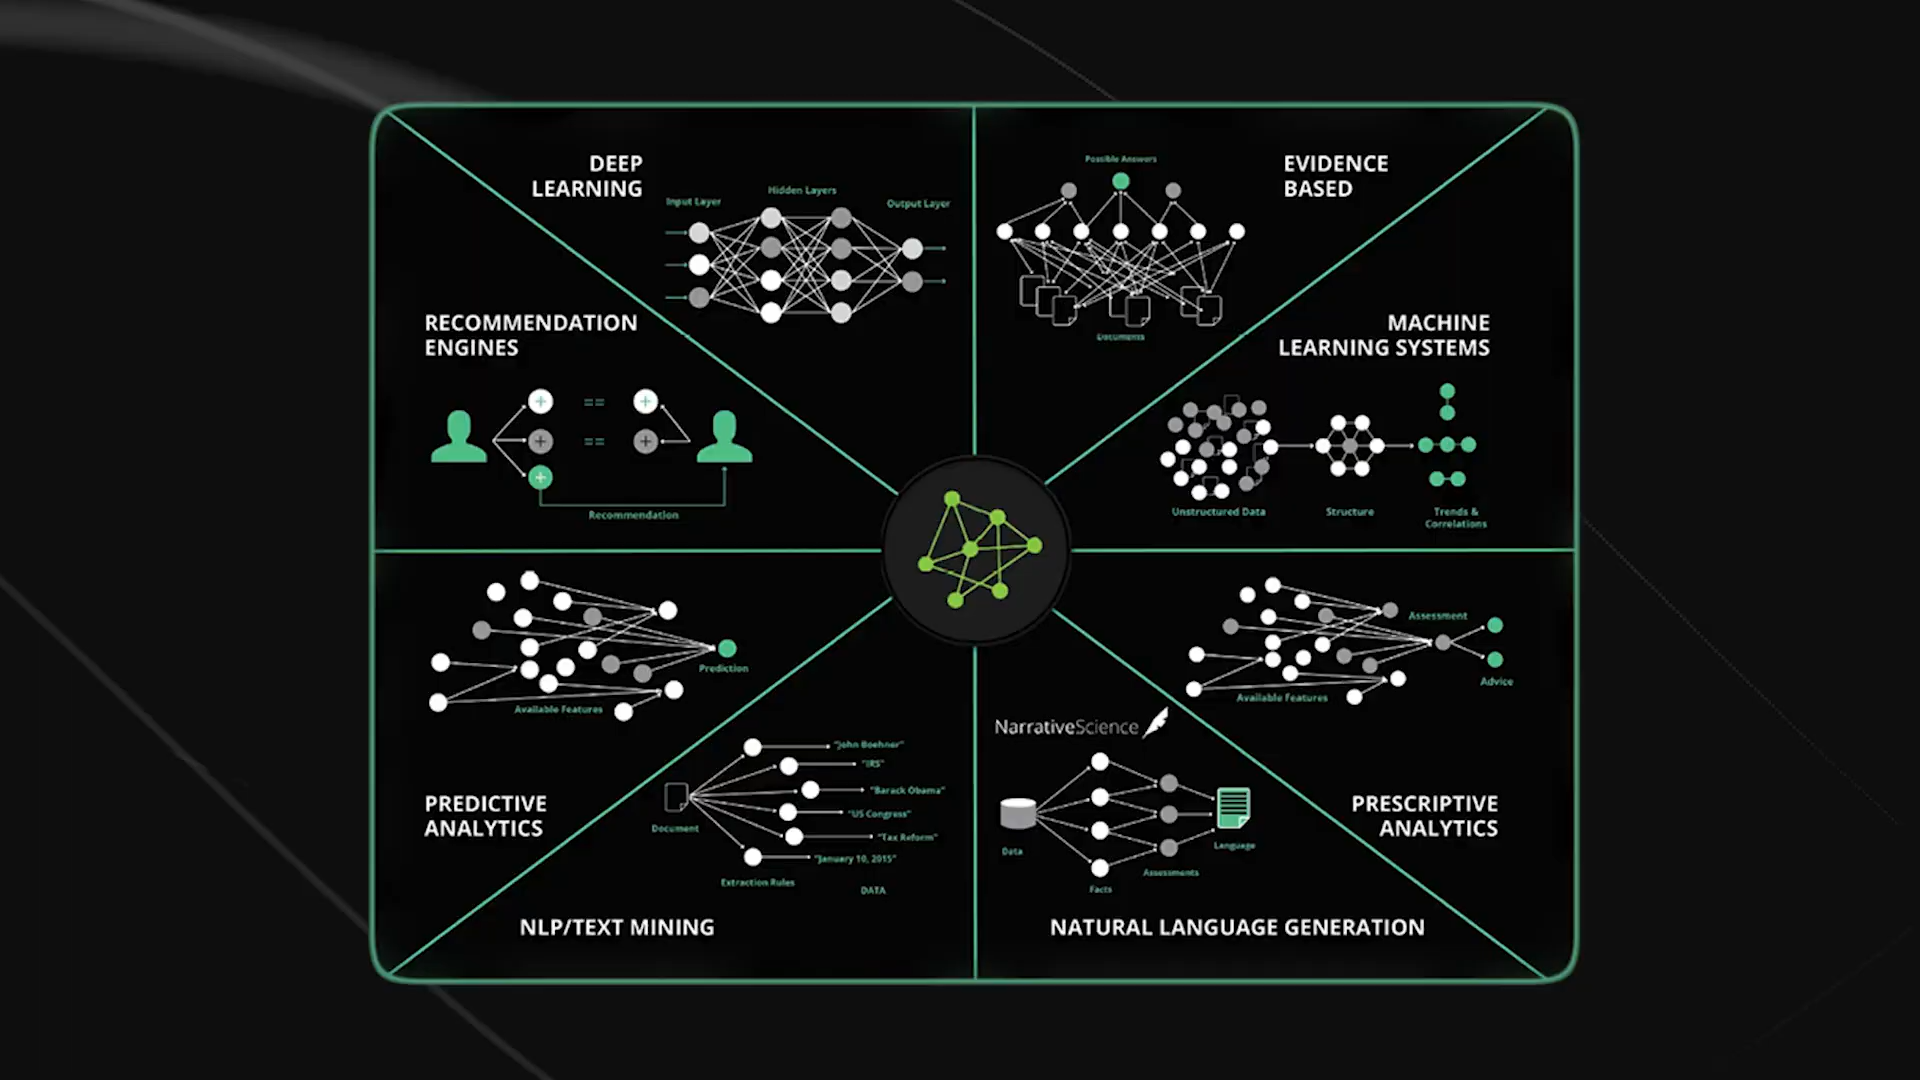 DEEP
LEARNING
Input Layer
Hidden Layers
Output Layer
Possible Answers
Documents
EVIDENCE
BASED
RECOMMENDATION
ENGINES
==
==
Recommendation
MACHINE
LEARNING SYSTEMS
Unstructured Data
Structure
Trends &
Correlations
Prediction
Available Features
PREDICTIVE
ANALYTICS
Assessment
Advice
Available Features
PRESCRIPTIVE
ANALYTICS
Document
"John Boehner"
"IRS"
"Barack Obama"
"US Congress"
"Tax Reform"
"January 10, 2015"
Extraction Rules
DATA
NLP/TEXT MINING
NarrativeScience
Data
Facts
Assessments
Language
NATURAL LANGUAGE GENERATION